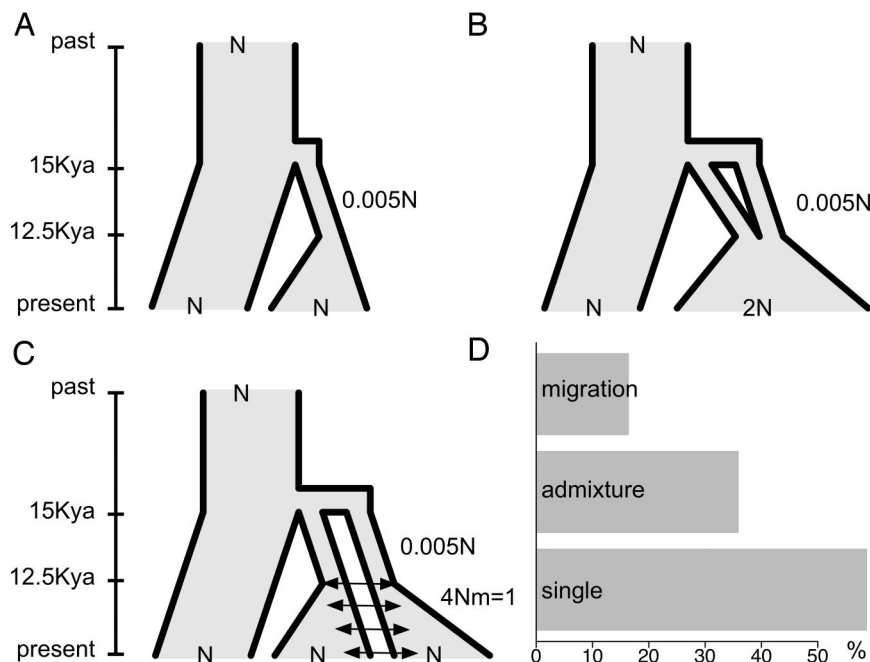 A
past
N
15Kya
0.005N
12.5Kya
present
N
N
B
N
0.005N
N
2N
C
past
N
15Kya
0.005N
12.5Kya
4Nm=1
present
N
N
N
D
migration
admixture
single
0 10 20 30 40 50 %